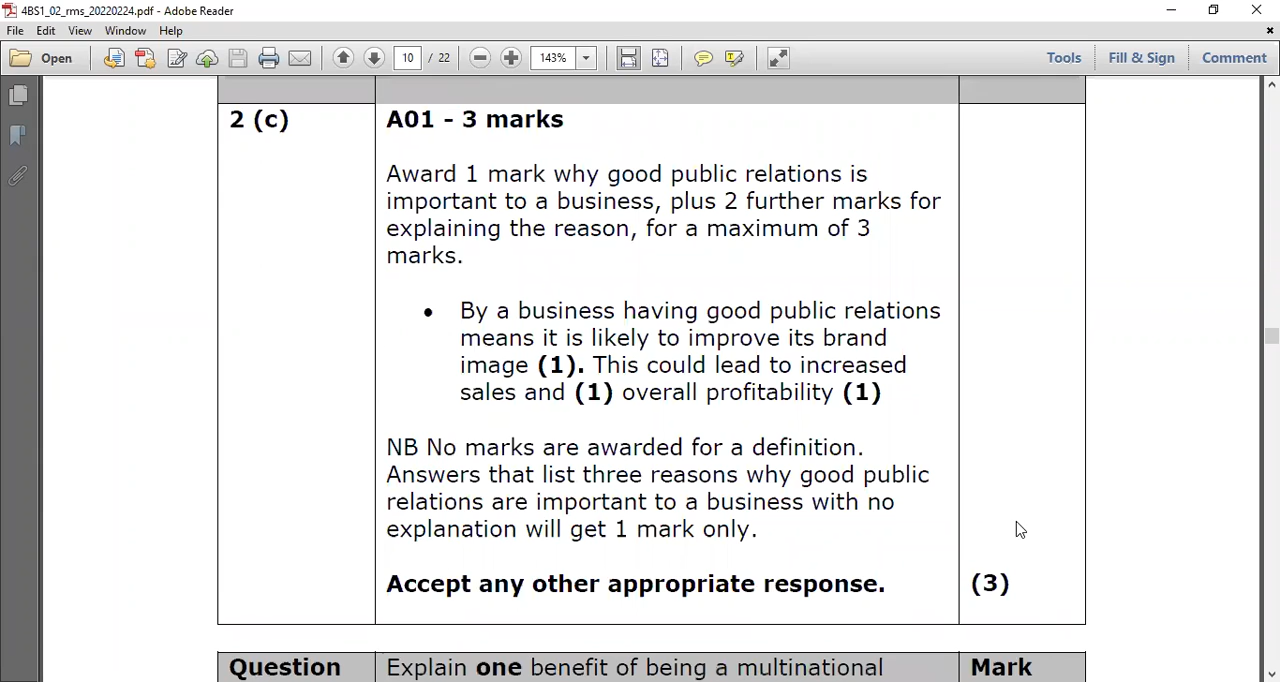 4BS1_02_rms_20220224.pdf - Adobe Reader
File Edit View Window Help
Open 10 / 22 143% Tools Fill & Sign Comment
2 (c)
A01 - 3 marks
Award 1 mark why good public relations is
important to a business, plus 2 further marks for
explaining the reason, for a maximum of 3
marks.
• By a business having good public relations
means it is likely to improve its brand
image (1). This could lead to increased
sales and (1) overall profitability (1)
NB No marks are awarded for a definition.
Answers that list three reasons why good public
relations are important to a business with no
explanation will get 1 mark only.
Accept any other appropriate response.
(3)
Question Explain one benefit of being a multinational Mark